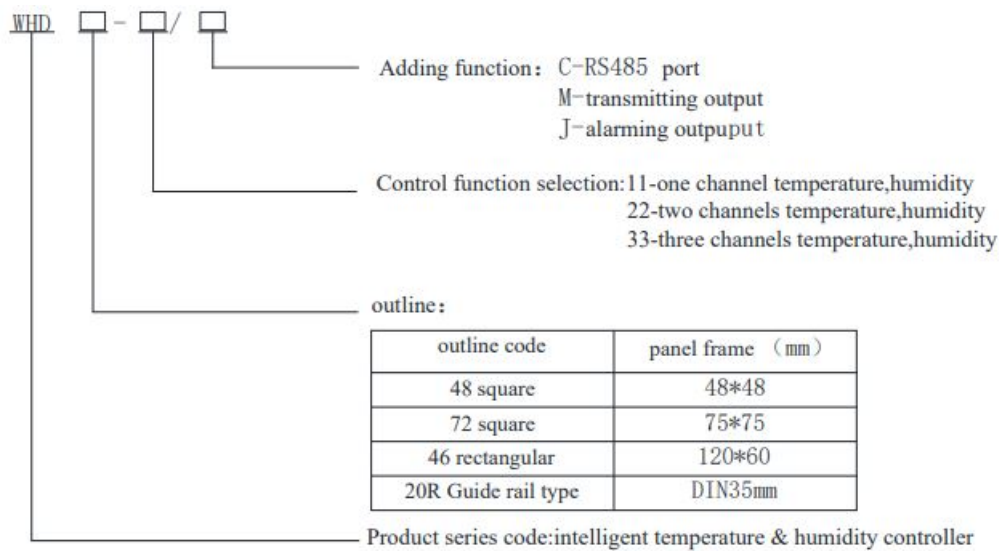 WHD □-□/ □
Adding function: C-RS485 port
M-transmitting output
J-alarming outpuput
Control function selection:11-one channel temperature,humidity
22-two channels temperature,humidity
33-three channels temperature,humidity
outline:
outline code panel frame （mm）
48 square 48*48
72 square 75*75
46 rectangular 120*60
20R Guide rail type DIN35mm
Product series code:intelligent temperature & humidity controller